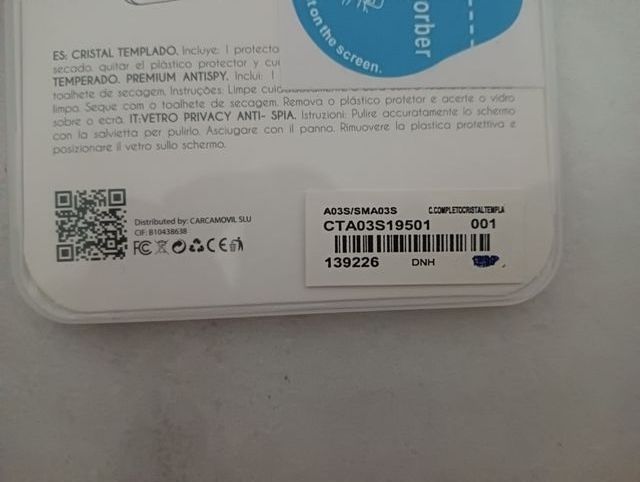 t on the screen.
orber
ES: CRISTAL TEMPLADO. Incluye: 1 protecto
secado. quitar el plástico protector y cui
TEMPERADO. PREMIUM ANTISPY. Inclui: 1
toalhete de secagem. Instruções: Limpe
limpo. Seque com o toalhete de secagem. Remova o plástico protetor e acerte o vidro
sobre o ecrã. IT:VETRO PRIVACY ANTI- SPIA. Istruzioni: Pulire accuratamente lo schermo
con la salvietta per pulirlo. Asciugare con il panno. Rimuovere la plastica protettiva e
posizionare il vetro sullo schermo.
Distributed by: CARCAMOVIL SLU
CIF: B10438638
FC CE
A03S/SMA03S C.COMPLETOCRISTALTEMPLA
CTA03S19501 001
139226 DNH